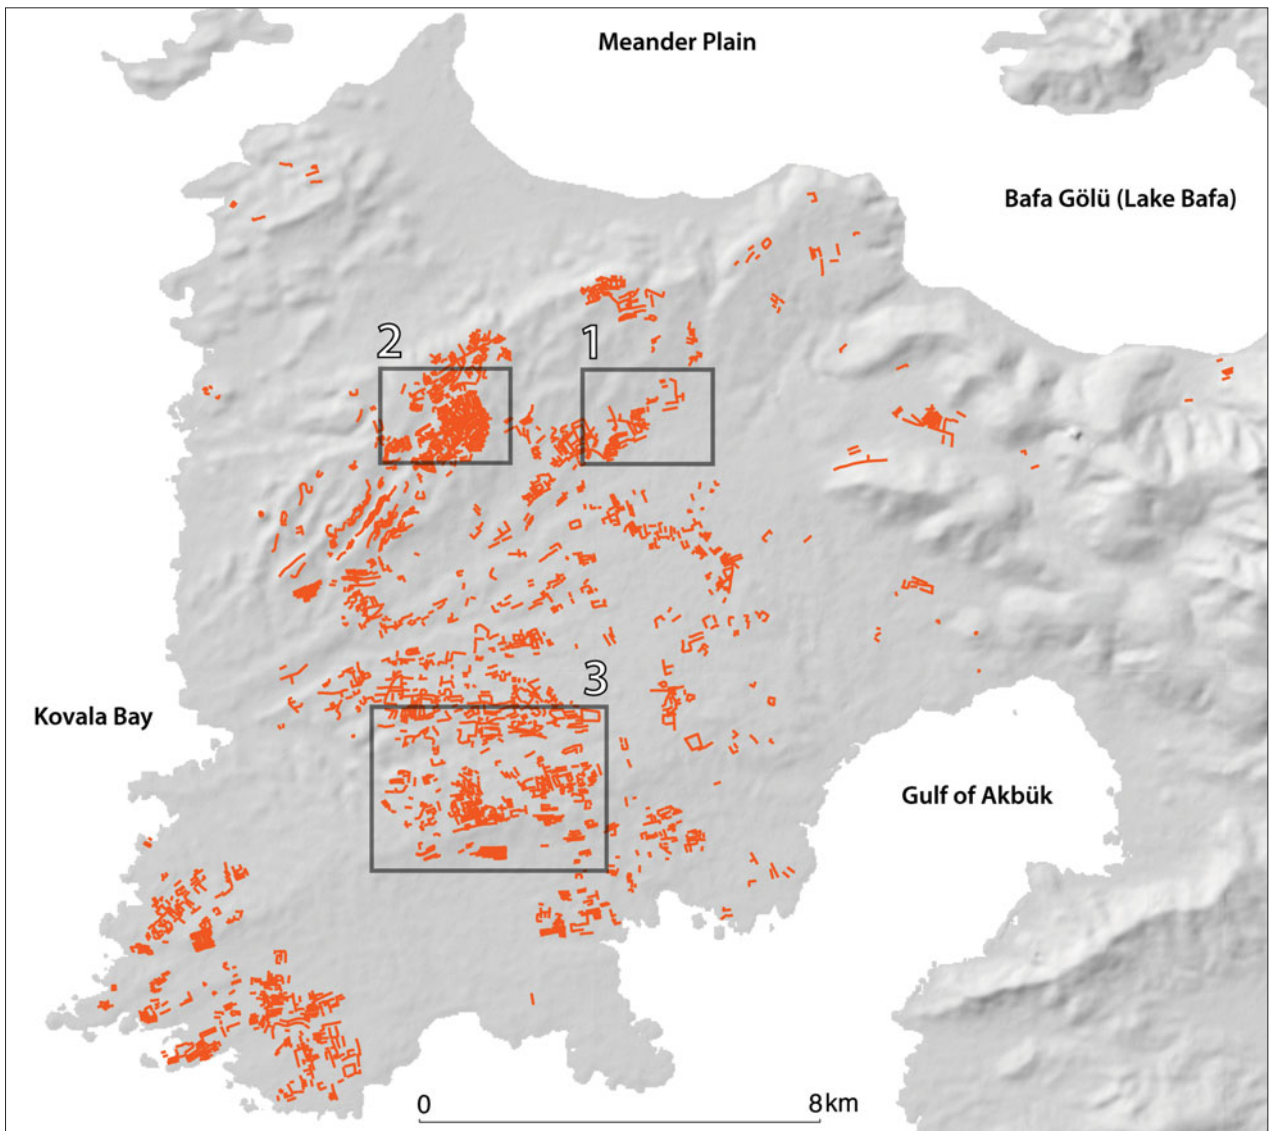 Meander Plain
Bafa Gölü (Lake Bafa)
2
1
3
Kovala Bay
Gulf of Akbük
0
8km